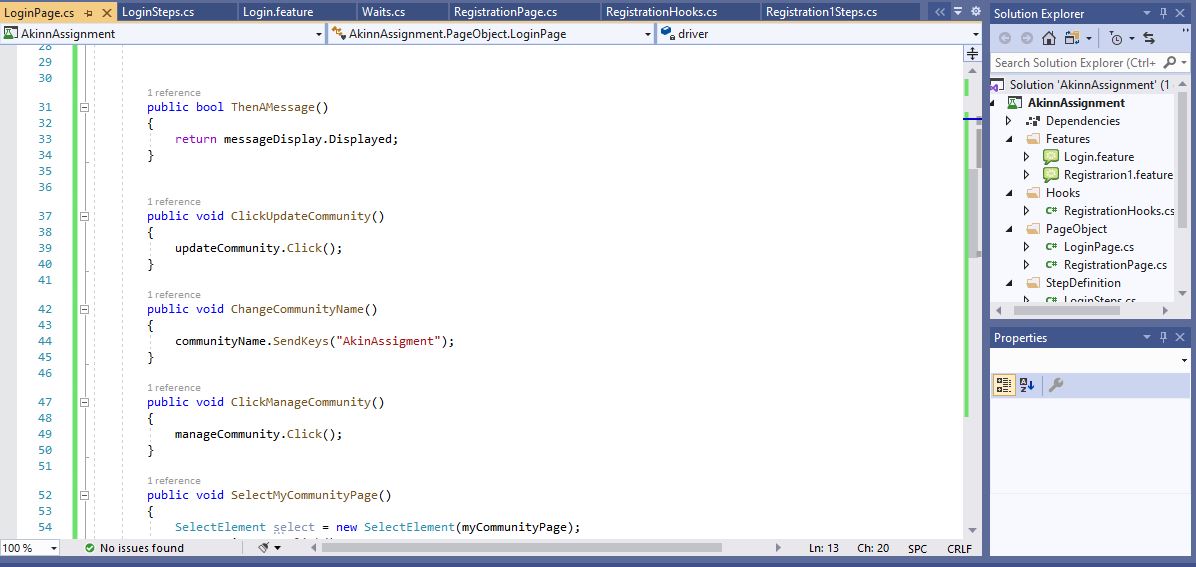 LoginPage.cs
LoginSteps.cs
Login.feature
Waits.cs
RegistrationPage.cs
RegistrationHooks.cs
Registration1Steps.cs
AkinnAssignment
AkinnAssignment.PageObject.LoginPage
driver
28
29
30
1 reference
31 public bool ThenAMessage()
32 {
33 return messageDisplay.Displayed;
34 }
35
36
1 reference
37 public void ClickUpdateCommunity()
38 {
39 updateCommunity.Click();
40 }
41
1 reference
42 public void ChangeCommunityName()
43 {
44 communityName.SendKeys("AkinAssigment");
45 }
46
1 reference
47 public void ClickManageCommunity()
48 {
49 manageCommunity.Click();
50 }
51
1 reference
52 public void SelectMyCommunityPage()
53 {
54 SelectElement select = new SelectElement(myCommunityPage);
100 %
No issues found
Ln: 13 Ch: 20 SPC CRLF
Solution Explorer
Search Solution Explorer (Ctrl+
Solution 'AkinnAssignment' (1
AkinnAssignment
Dependencies
Features
Login.feature
Registrarion1.feature
Hooks
C# RegistrationHooks.cs
PageObject
C# LoginPage.cs
C# RegistrationPage.cs
StepDefinition
C# LoginSteps.cs
Properties